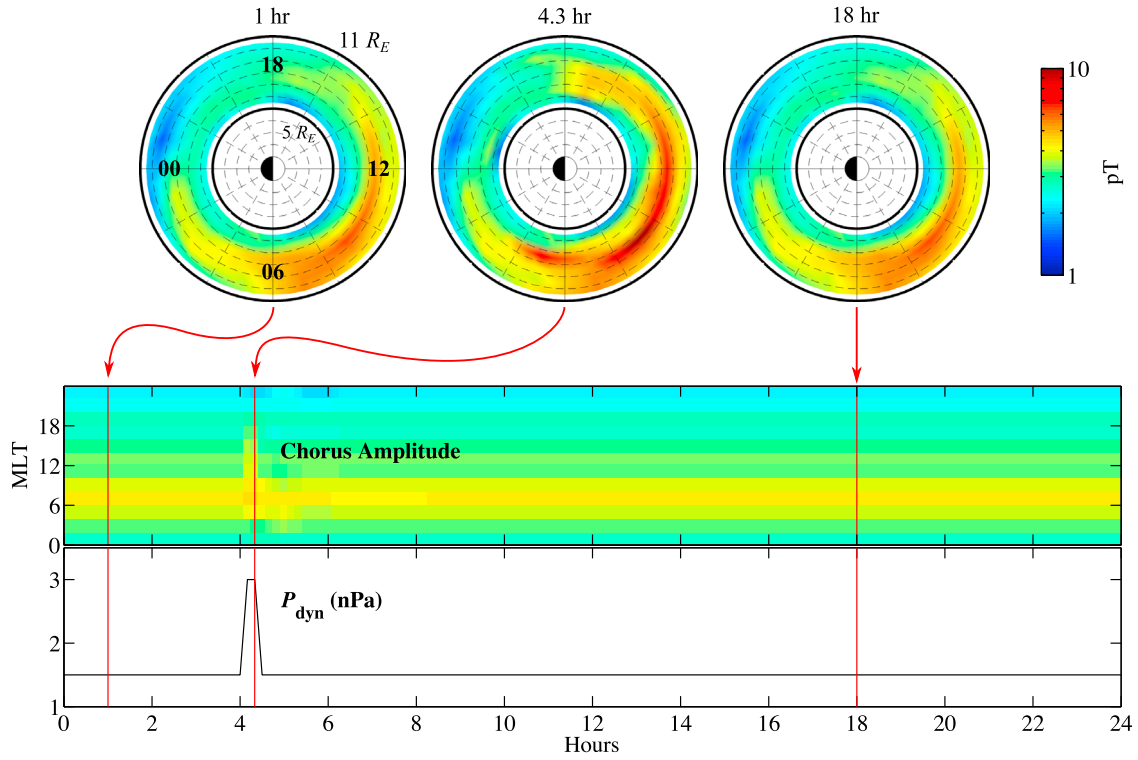 1 hr
4.3 hr
18 hr
11 R_E
18
5 R_E
00
12
06
10
pT
1
18
12
6
0
MLT
Chorus Amplitude
3
2
1
P_dyn (nPa)
0 2 4 6 8 10 12 14 16 18 20 22 24
Hours